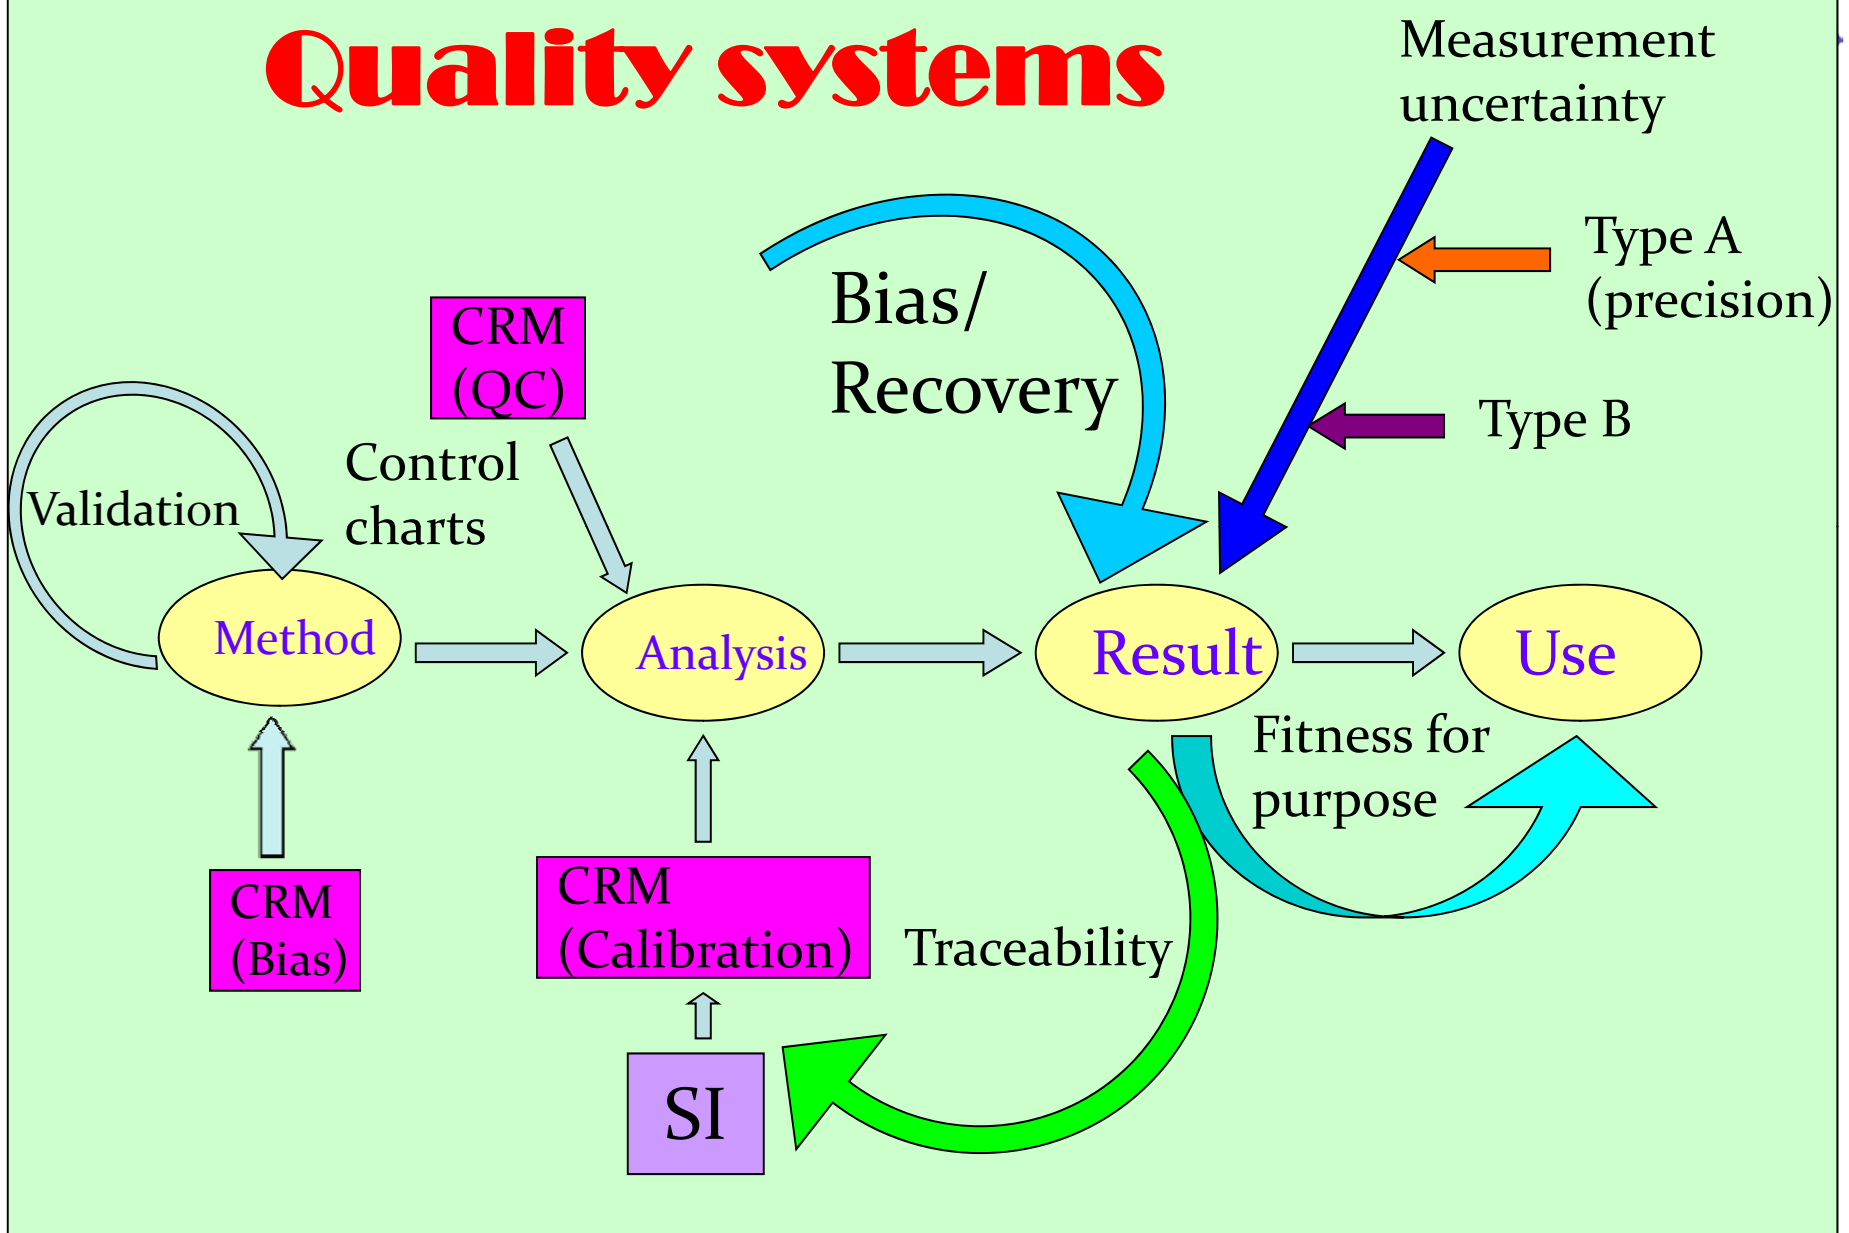 Quality systems
Measurement
uncertainty
Type A
(precision)
Bias/
Recovery
CRM
(QC)
Type B
Control
charts
Validation
Method
Analysis
Result
Use
Fitness for
purpose
CRM
(Bias)
CRM
(Calibration)
Traceability
SI